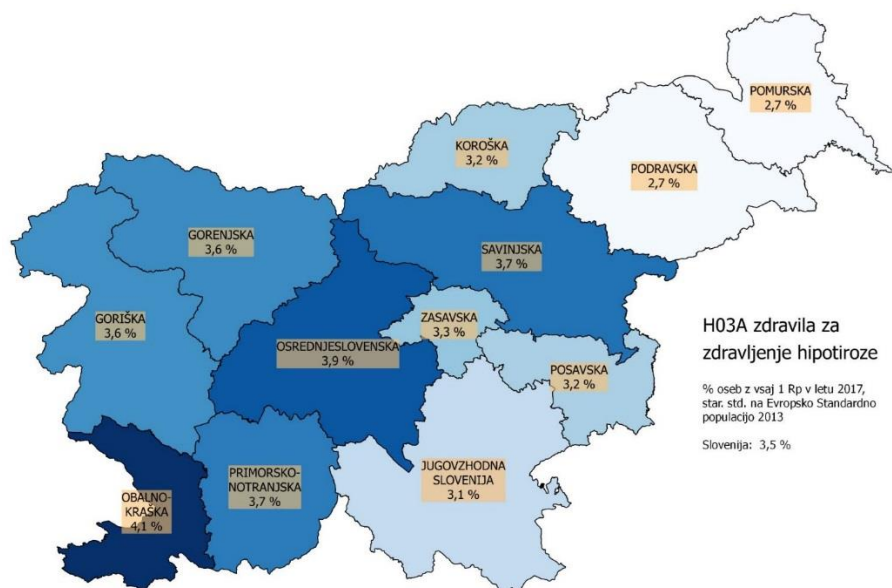 POMURSKA
2,7 %
KOROŠKA
3,2 %
PODRAVSKA
2,7 %
GORENJSKA
3,6 %
SAVINJSKA
3,7 %
GORIŠKA
3,6 %
ZASAVSKA
3,3 %
OSREDNJESLOVENSKA
3,9 %
POSAVSKA
3,2 %
PRIMORSKO-
NOTRANJSKA
3,7 %
JUGOVZHODNA
SLOVENIJA
3,1 %
OBALNO-
KRAŠKA
4,1 %
H03A zdravila za
zdravljenje hipotiroze
% oseb z vsaj 1 Rp v letu 2017,
star. std. na Evropsko Standardno
populacijo 2013
Slovenija: 3,5 %